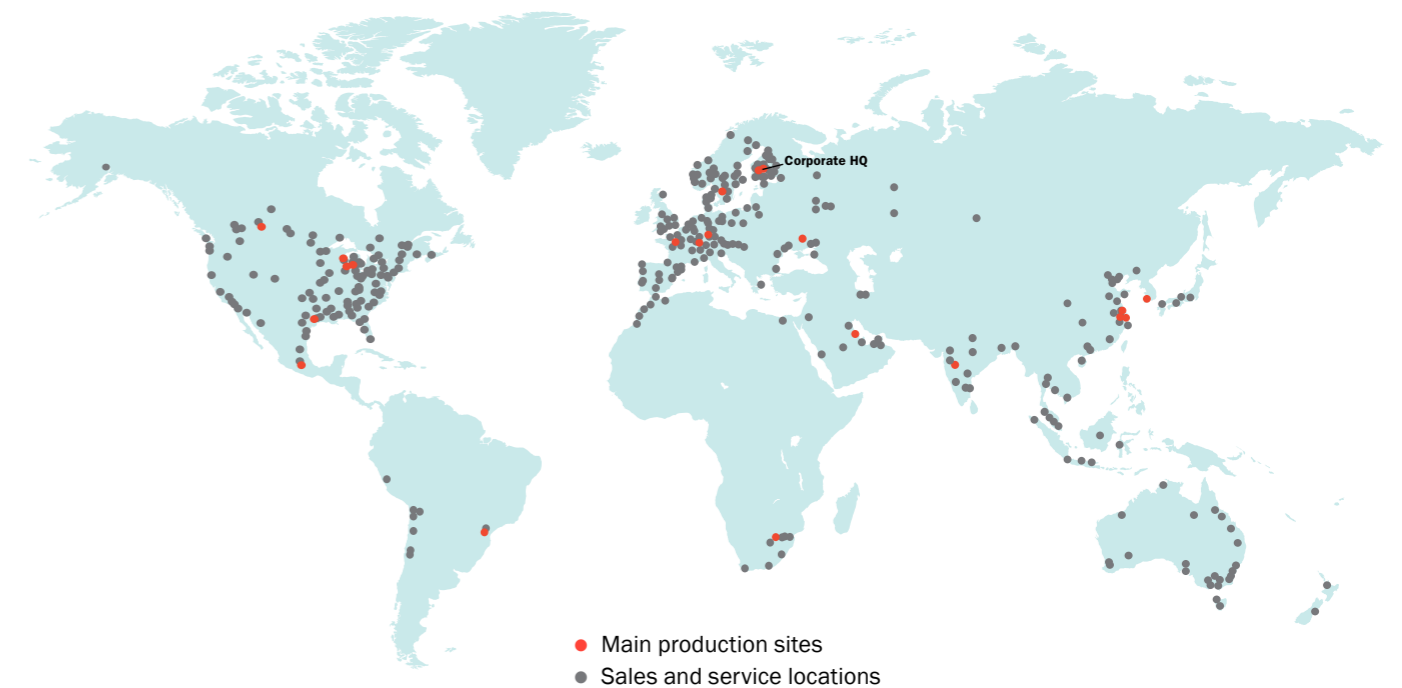 Corporate HQ
Main production sites
Sales and service locations